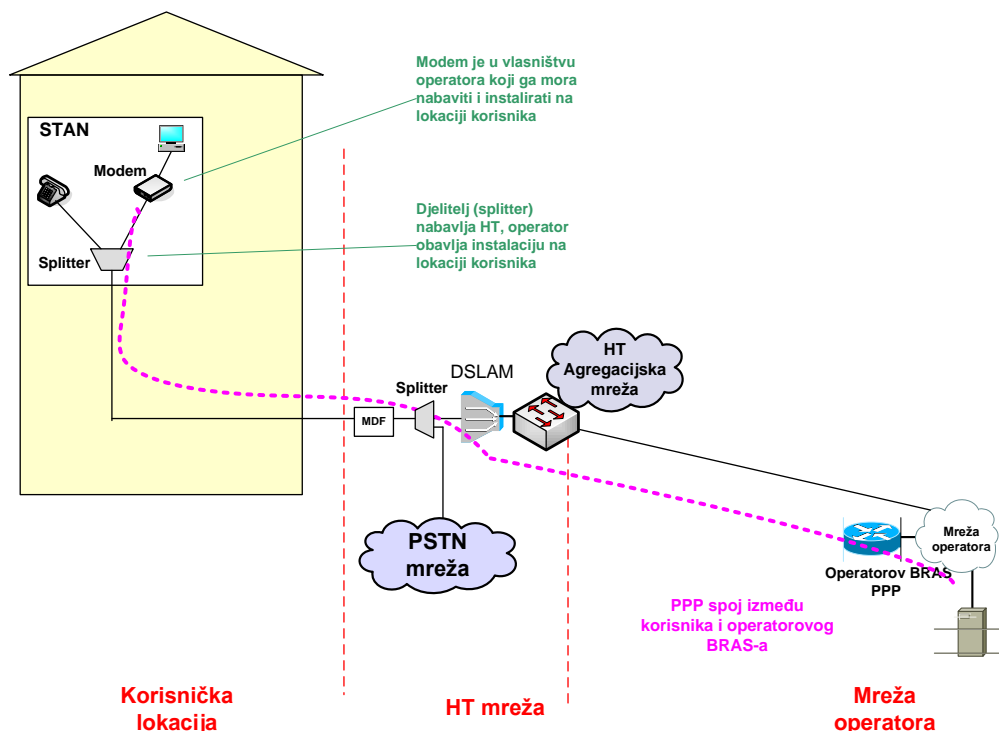 Modem je u vlasništvu
operatora koji ga mora
nabaviti i instalirati na
lokaciji korisnika
STAN
Modem
Djelitelj (splitter)
nabavlja HT, operator
obavlja instalaciju na
lokaciji korisnika
Splitter
HT
Agregacijska
mreža
DSLAM
Splitter
MDF
PSTN
mreža
Mreža
operatora
Operatorov BRAS
PPP
PPP spoj između
korisnika i operatorovog
BRAS-a
Korisnička
lokacija
HT mreža
Mreža
operatora